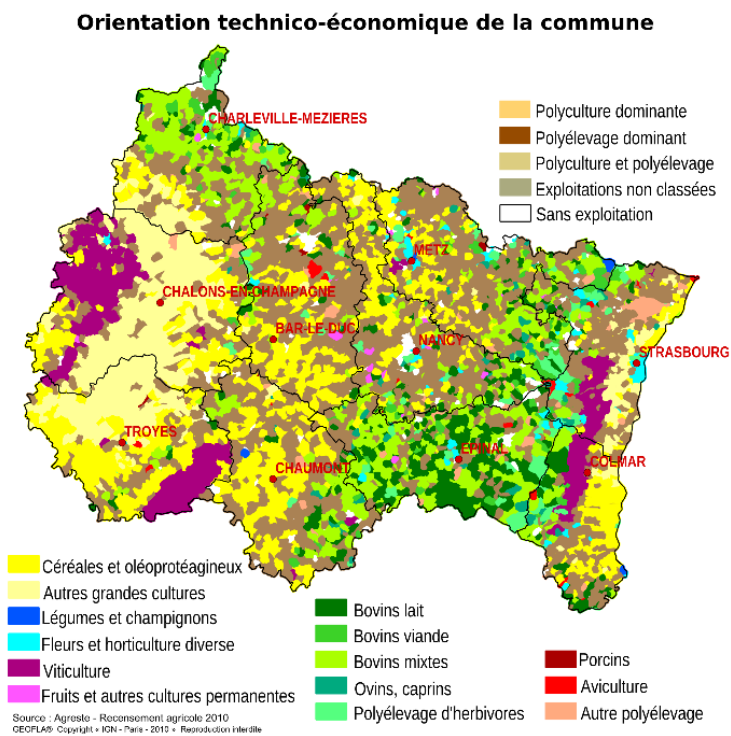 Orientation technico-économique de la commune
CHARLEVILLE-MEZIERES
Polyculture dominante
Polyélevage dominant
Polyculture et polyélevage
Exploitations non classées
Sans exploitation
METZ
CHALONS-EN-CHAMPAGNE
BAR-LE-DUC
NANCY
STRASBOURG
TROYES
EPINAL
CHAUMONT
COLMAR
Céréales et oléoprotéagineux
Autres grandes cultures
Légumes et champignons
Fleurs et horticulture diverse
Viticulture
Fruits et autres cultures permanentes
Bovins lait
Bovins viande
Bovins mixtes
Ovins, caprins
Polyélevage d'herbivores
Porcins
Aviculture
Autre polyélevage
Source : Agreste - Recensement agricole 2010
GEOFLA® Copyright « IGN - Paris - 2010 » Reproduction interdite